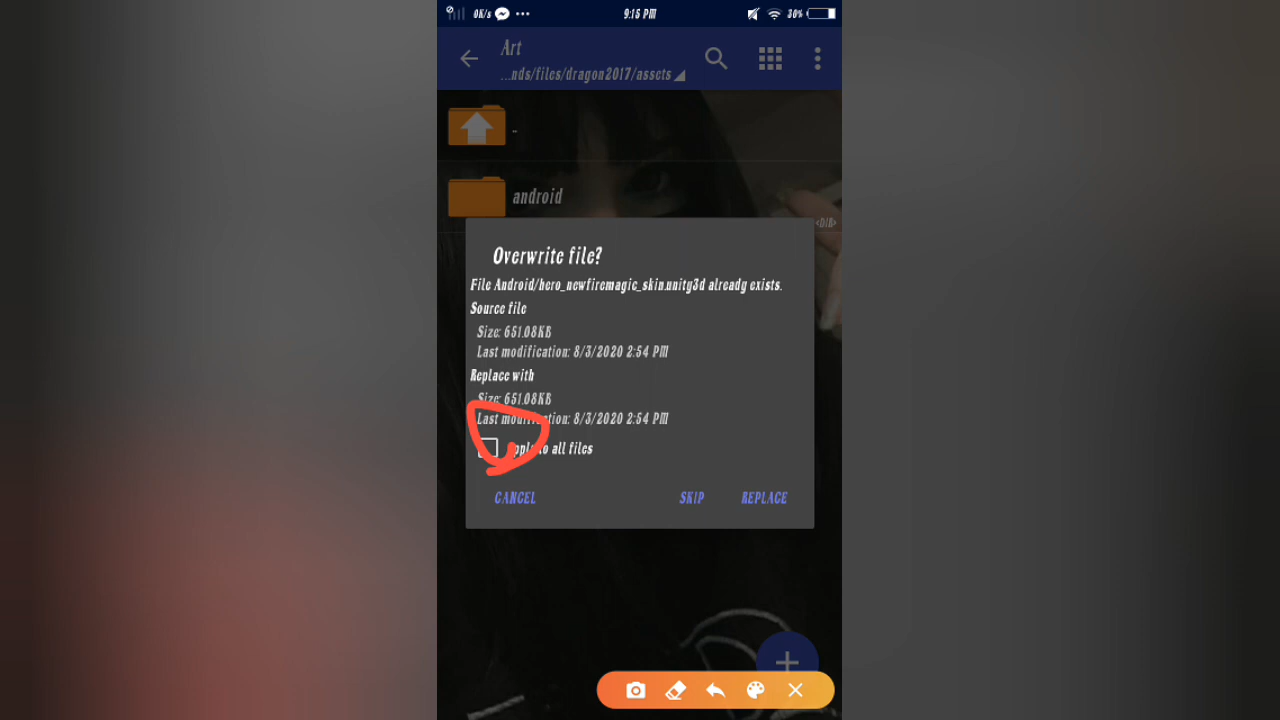 0K/s 9:15 PM 30%
Art
...nds/files/dragon2017/assets
..
android
<DIR>
Overwrite file?
File Android/hero_newfiremagic_skin.unity3d already exists.
Source file
Size: 651.08KB
Last modification: 8/3/2020 2:54 PM
Replace with
Size: 651.08KB
Last modification: 8/3/2020 2:54 PM
Apply to all files
CANCEL SKIP REPLACE